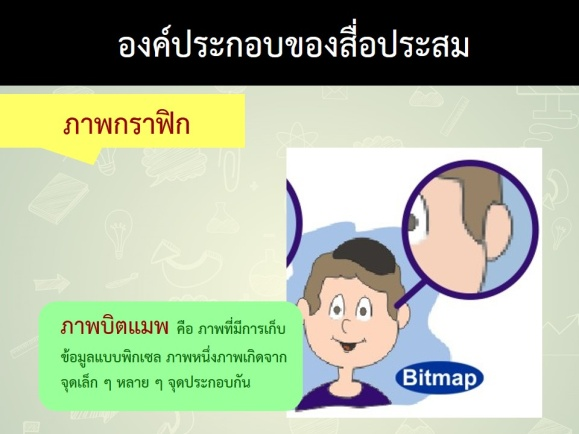 องค์ประกอบของสื่อประสม
ภาพกราฟิก
ภาพบิตแมพ คือ ภาพที่มีการเก็บ
ข้อมูลแบบพิกเซล ภาพหนึ่งภาพเกิดจาก
จุดเล็ก ๆ หลาย ๆ จุดประกอบกัน
Bitmap